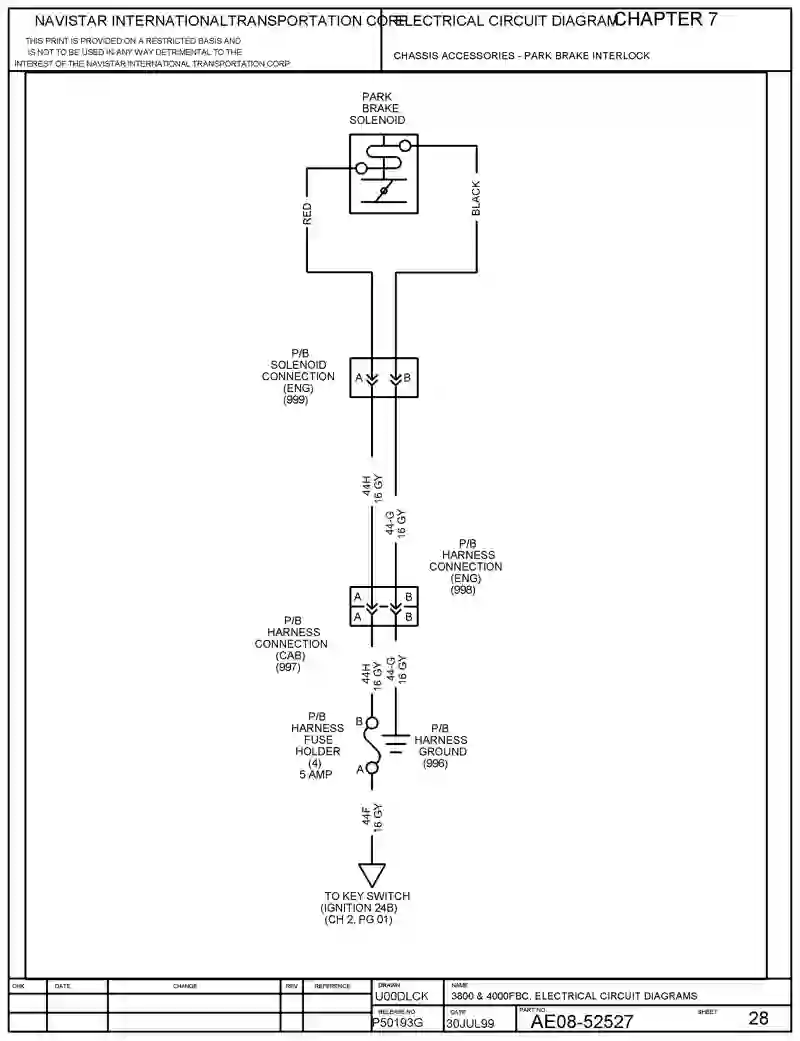 NAVISTAR INTERNATIONALTRANSPORTATION CORP
ELECTRICAL CIRCUIT DIAGRAM
CHAPTER 7
THIS PRINT IS PROVIDED ON A RESTRICTED BASIS AND
IS NOT TO BE USED IN ANY WAY DETRIMENTAL TO THE
INTEREST OF THE NAVISTAR INTERNATIONAL TRANSPORTATION CORP
CHASSIS ACCESSORIES - PARK BRAKE INTERLOCK
PARK
BRAKE
SOLENOID
RED
BLACK
P/B
SOLENOID
CONNECTION
(ENG)
(999)
A
B
44H
16 GY
44-G
16 GY
P/B
HARNESS
CONNECTION
(ENG)
(998)
A
B
A
B
P/B
HARNESS
CONNECTION
(CAB)
(997)
44H
16 GY
44-G
16 GY
P/B
HARNESS
FUSE
HOLDER
(4)
5 AMP
B
A
P/B
HARNESS
GROUND
(996)
44F
16 GY
TO KEY SWITCH
(IGNITION 24B)
(CH 2, PG 01)
CHK
DATE
CHANGE
REV
REFERENCE
DRAWN
U00DLCK
NAME
3800 & 4000FBC, ELECTRICAL CIRCUIT DIAGRAMS
RELEASE NO
P50193G
DATE
30JUL99
PART NO.
AE08-52527
SHEET
28